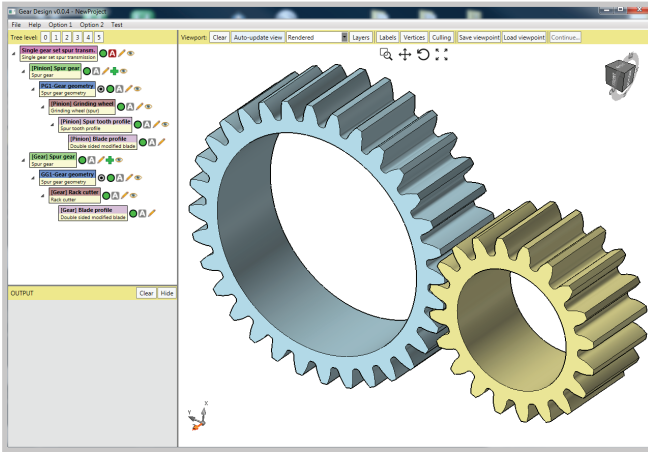 Gear Design v0.0.4 - NewProject
File Help Option 1 Option 2 Test
Tree level: 0 1 2 3 4 5
Viewport: Clear Auto-update view Rendered Layers Labels Vertices Culling Save viewpoint Load viewpoint Continue...
Single gear set spur transm.
Single gear set spur transmission
[Pinion] Spur gear
Spur gear
PG1-Gear geometry
Spur gear geometry
[Pinion] Grinding wheel
Grinding wheel (spur)
[Pinion] Spur tooth profile
Spur tooth profile
[Pinion] Blade profile
Double sided modified blade
[Gear] Spur gear
Spur gear
GG1-Gear geometry
Spur gear geometry
[Gear] Rack cutter
Rack cutter
[Gear] Blade profile
Double sided modified blade
OUTPUT Clear Hide
X
Y